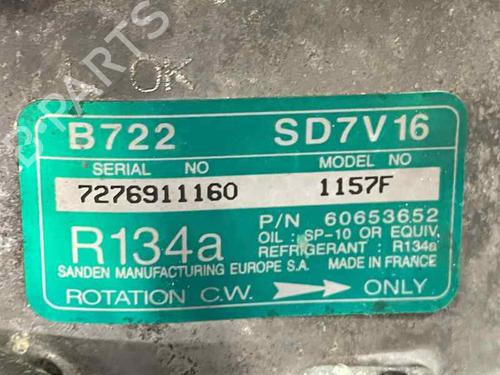 OK
B722 SD7V16
SERIAL NO MODEL NO
7276911160 1157F
P/N 60653652
R134a OIL : SP-10 OR EQUIV.
REFRIGERANT : R134a
SANDEN MANUFACTURING EUROPE S.A. MADE IN FRANCE
ROTATION C.W. ONLY